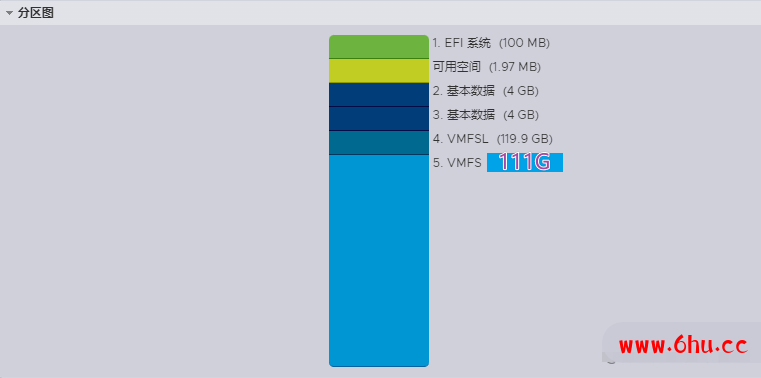 分区图
1. EFI 系统 (100 MB)
可用空间 (1.97 MB)
2. 基本数据 (4 GB)
3. 基本数据 (4 GB)
4. VMFSL (119.9 GB)
5. VMFS 111G
www.6hu.cc